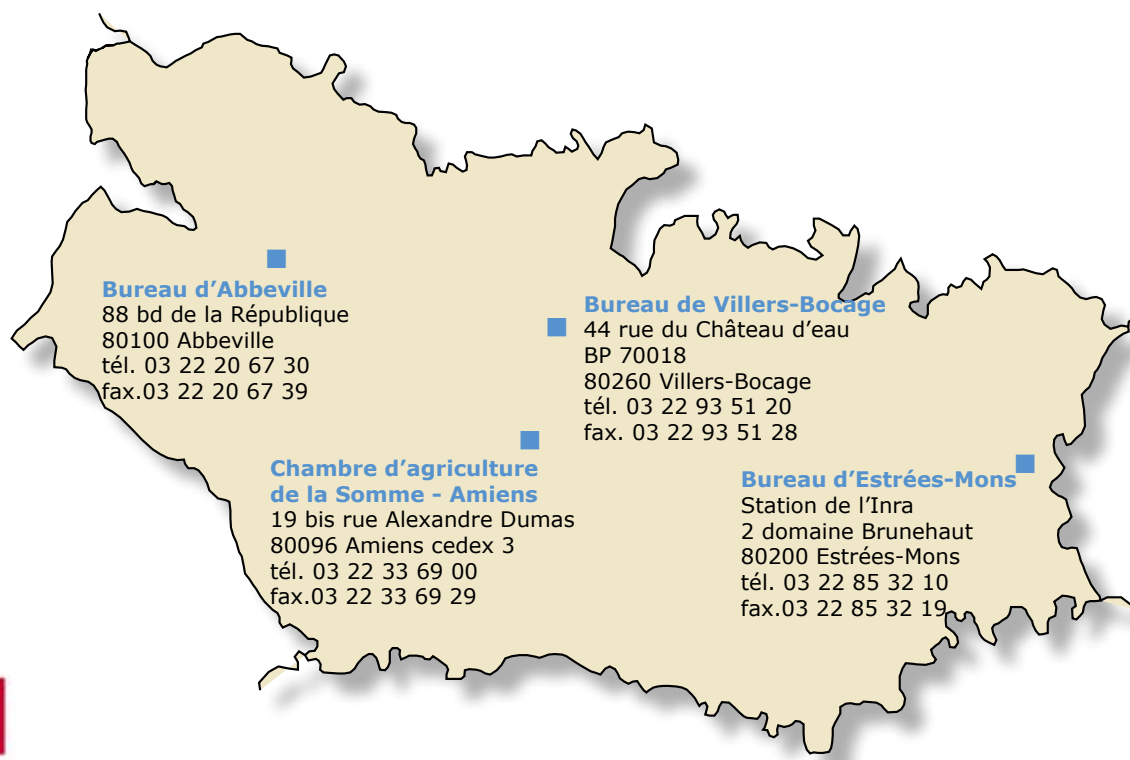 Bureau d’Abbeville
88 bd de la République
80100 Abbeville
tél. 03 22 20 67 30
fax.03 22 20 67 39
Bureau de Villers-Bocage
44 rue du Château d’eau
BP 70018
80260 Villers-Bocage
tél. 03 22 93 51 20
fax. 03 22 93 51 28
Chambre d’agriculture
de la Somme - Amiens
19 bis rue Alexandre Dumas
80096 Amiens cedex 3
tél. 03 22 33 69 00
fax.03 22 33 69 29
Bureau d’Estrées-Mons
Station de l’Inra
2 domaine Brunehaut
80200 Estrées-Mons
tél. 03 22 85 32 10
fax.03 22 85 32 19